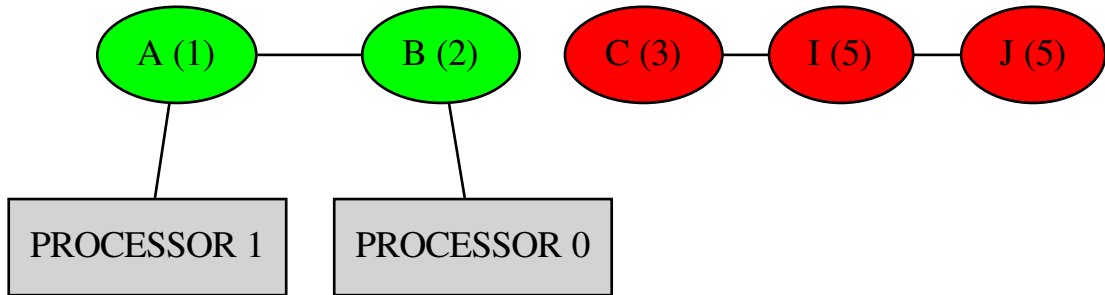 A (1)
B (2)
C (3)
I (5)
J (5)
PROCESSOR 1
PROCESSOR 0